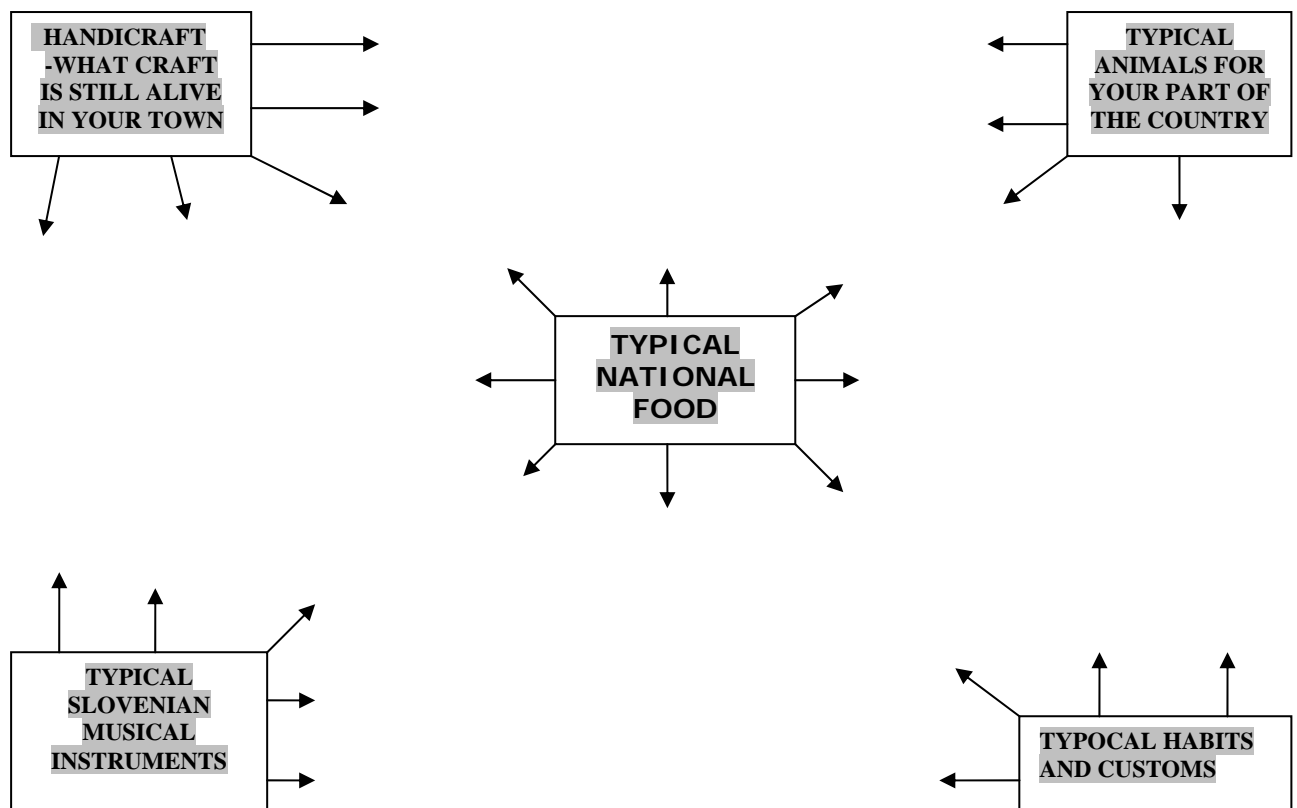 HANDICRAFT
-WHAT CRAFT
IS STILL ALIVE
IN YOUR TOWN
TYPICAL
ANIMALS FOR
YOUR PART OF
THE COUNTRY
TYPICAL
NATIONAL
FOOD
TYPICAL
SLOVENIAN
MUSICAL
INSTRUMENTS
TYPOCAL HABITS
AND CUSTOMS